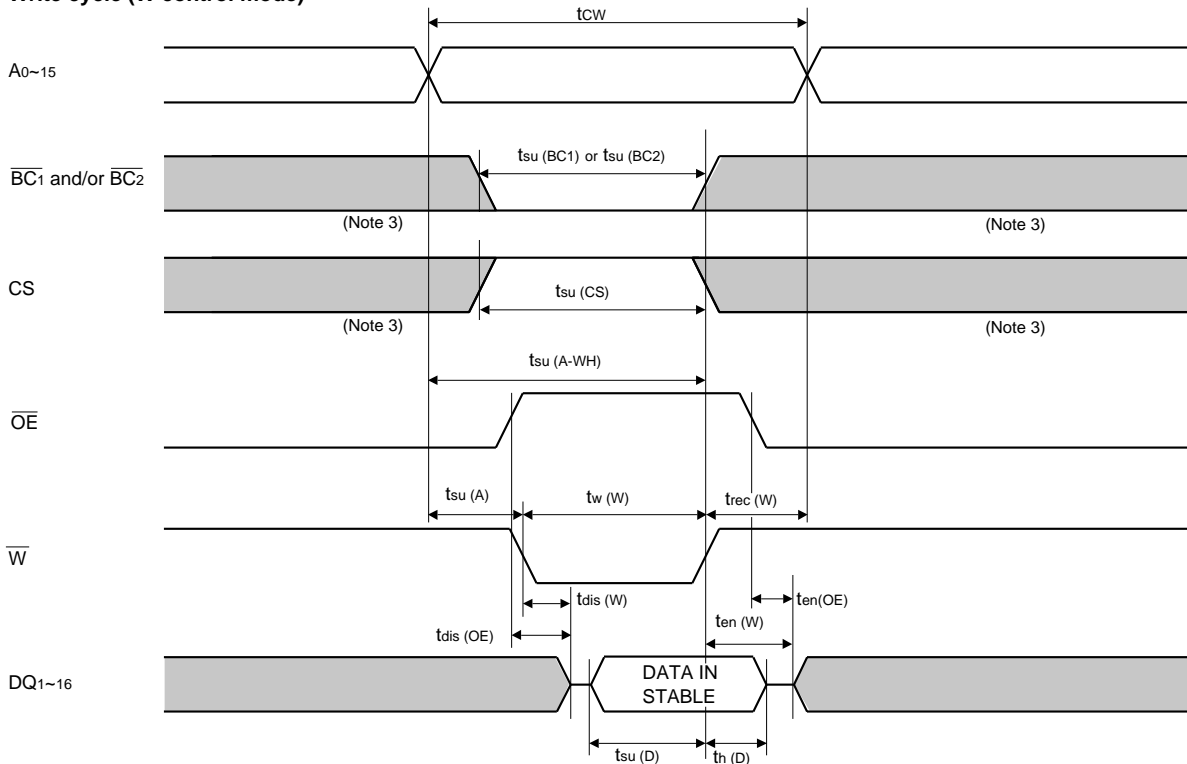 Write cycle (W control mode)
tCW
A0~15
tsu (BC1) or tsu (BC2)
BC1 and/or BC2
(Note 3)
(Note 3)
CS
tsu (CS)
(Note 3)
(Note 3)
tsu (A-WH)
OE
tsu (A)
tw (W)
trec (W)
W
tdis (W)
ten(OE)
tdis (OE)
ten (W)
DQ1~16
DATA IN
STABLE
tsu (D)
th (D)